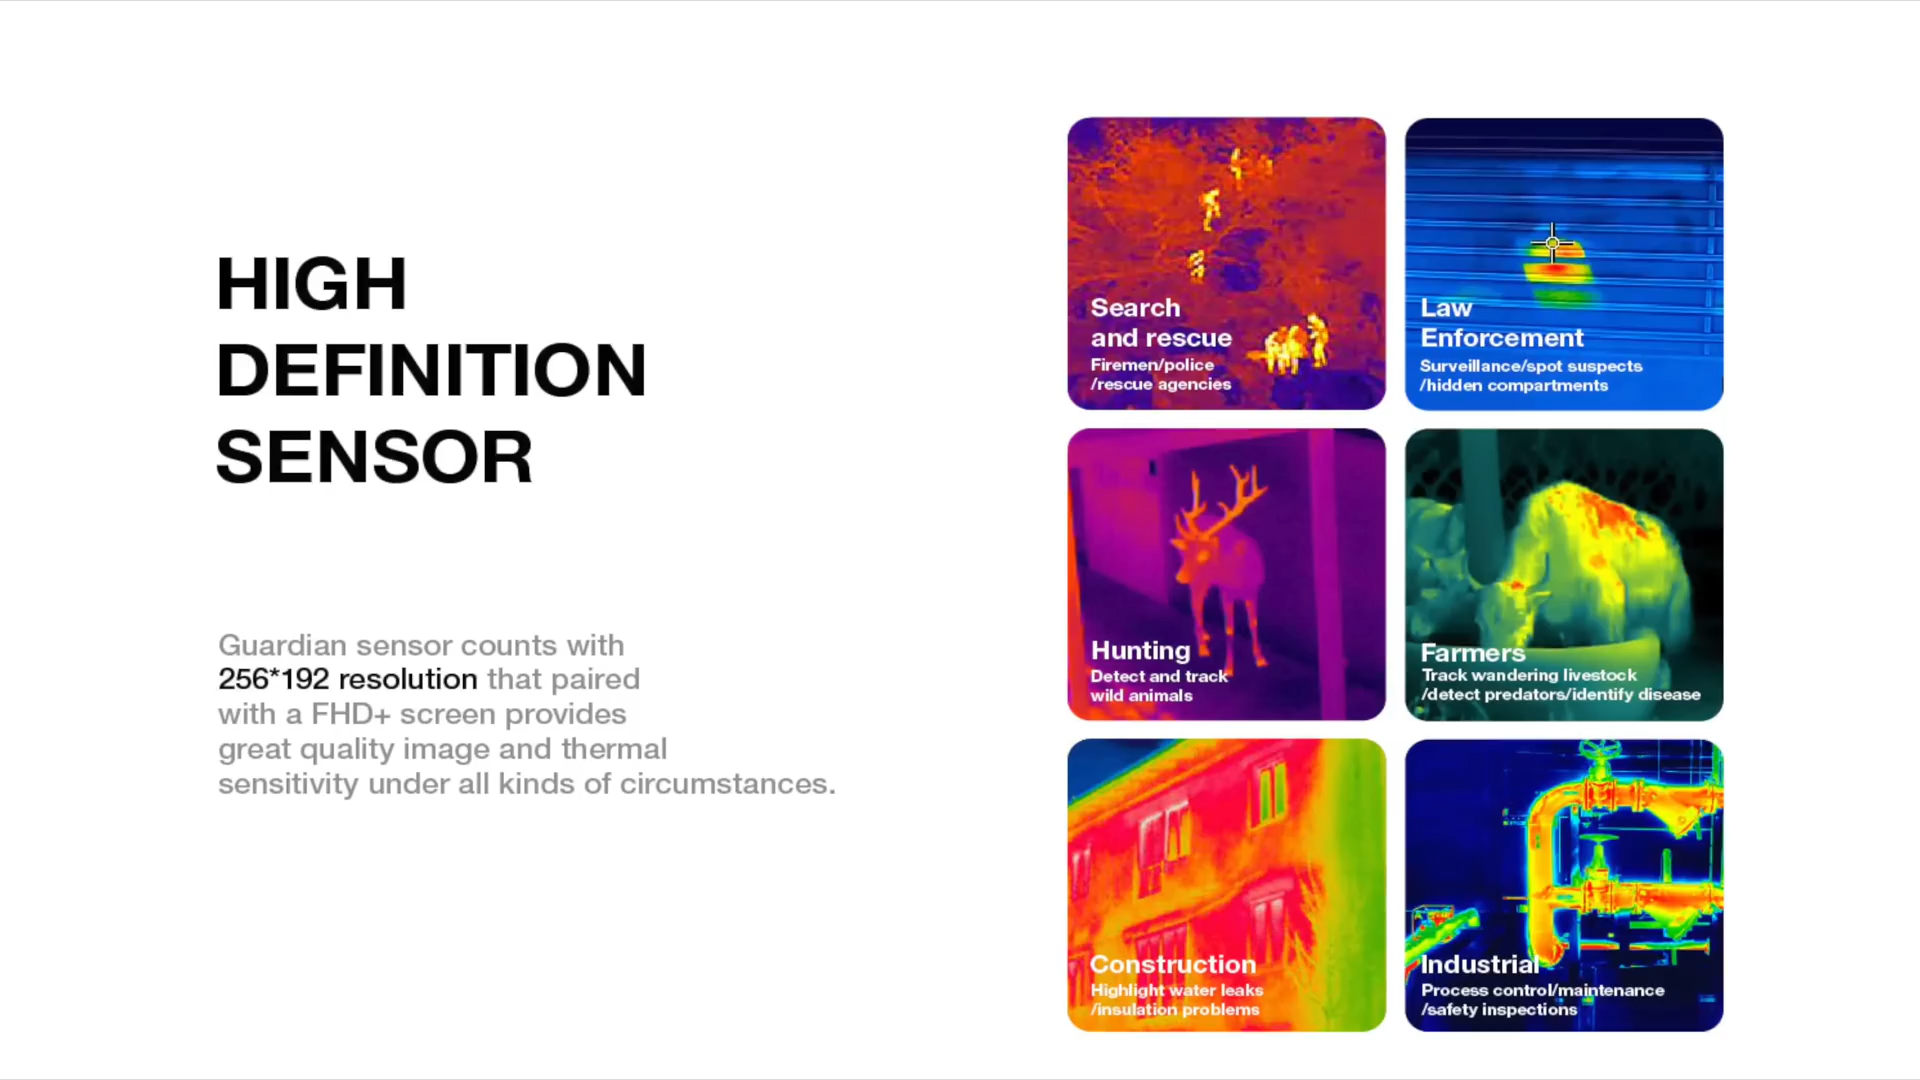 HIGH
DEFINITION
SENSOR
Guardian sensor counts with
256*192 resolution that paired
with a FHD+ screen provides
great quality image and thermal
sensitivity under all kinds of circumstances.
Search
and rescue
Firemen/police
/rescue agencies
Law
Enforcement
Surveillance/spot suspects
/hidden compartments
Hunting
Detect and track
wild animals
Farmers
Track wandering livestock
/detect predators/identify disease
Construction
Highlight water leaks
/insulation problems
Industrial
Process control/maintenance
/safety inspections